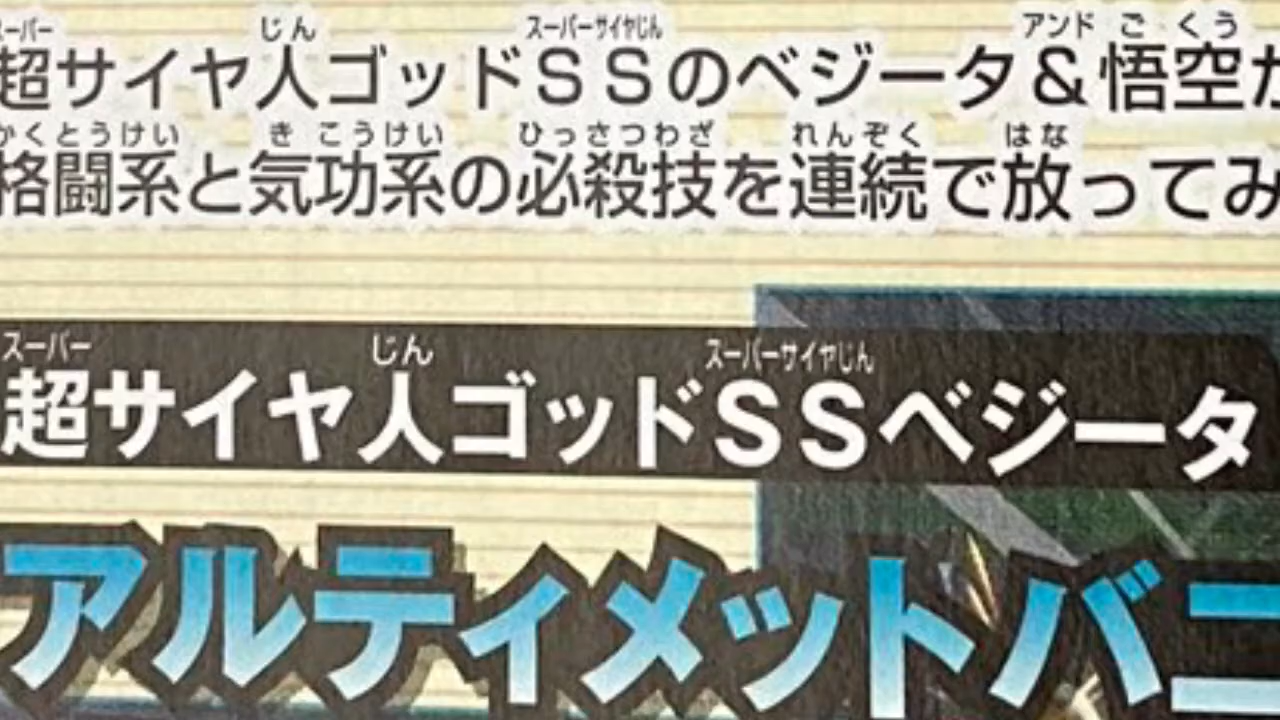 超サイヤ人ゴッドSSのベジータ&悟空が
格闘系と気功系の必殺技を連続で放ってみ
超サイヤ人ゴッドSSベジータ
アルティメットバニ